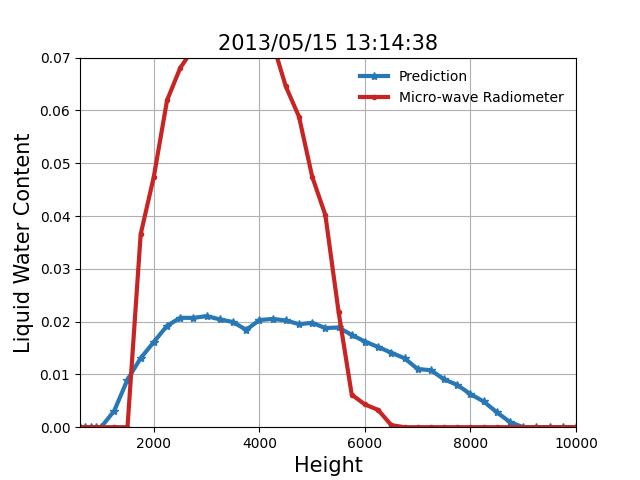 2013/05/15 13:14:38
0.07
0.06
0.05
0.04
0.03
0.02
0.01
0.00
Liquid Water Content
Prediction
Micro-wave Radiometer
2000 4000 6000 8000 10000
Height